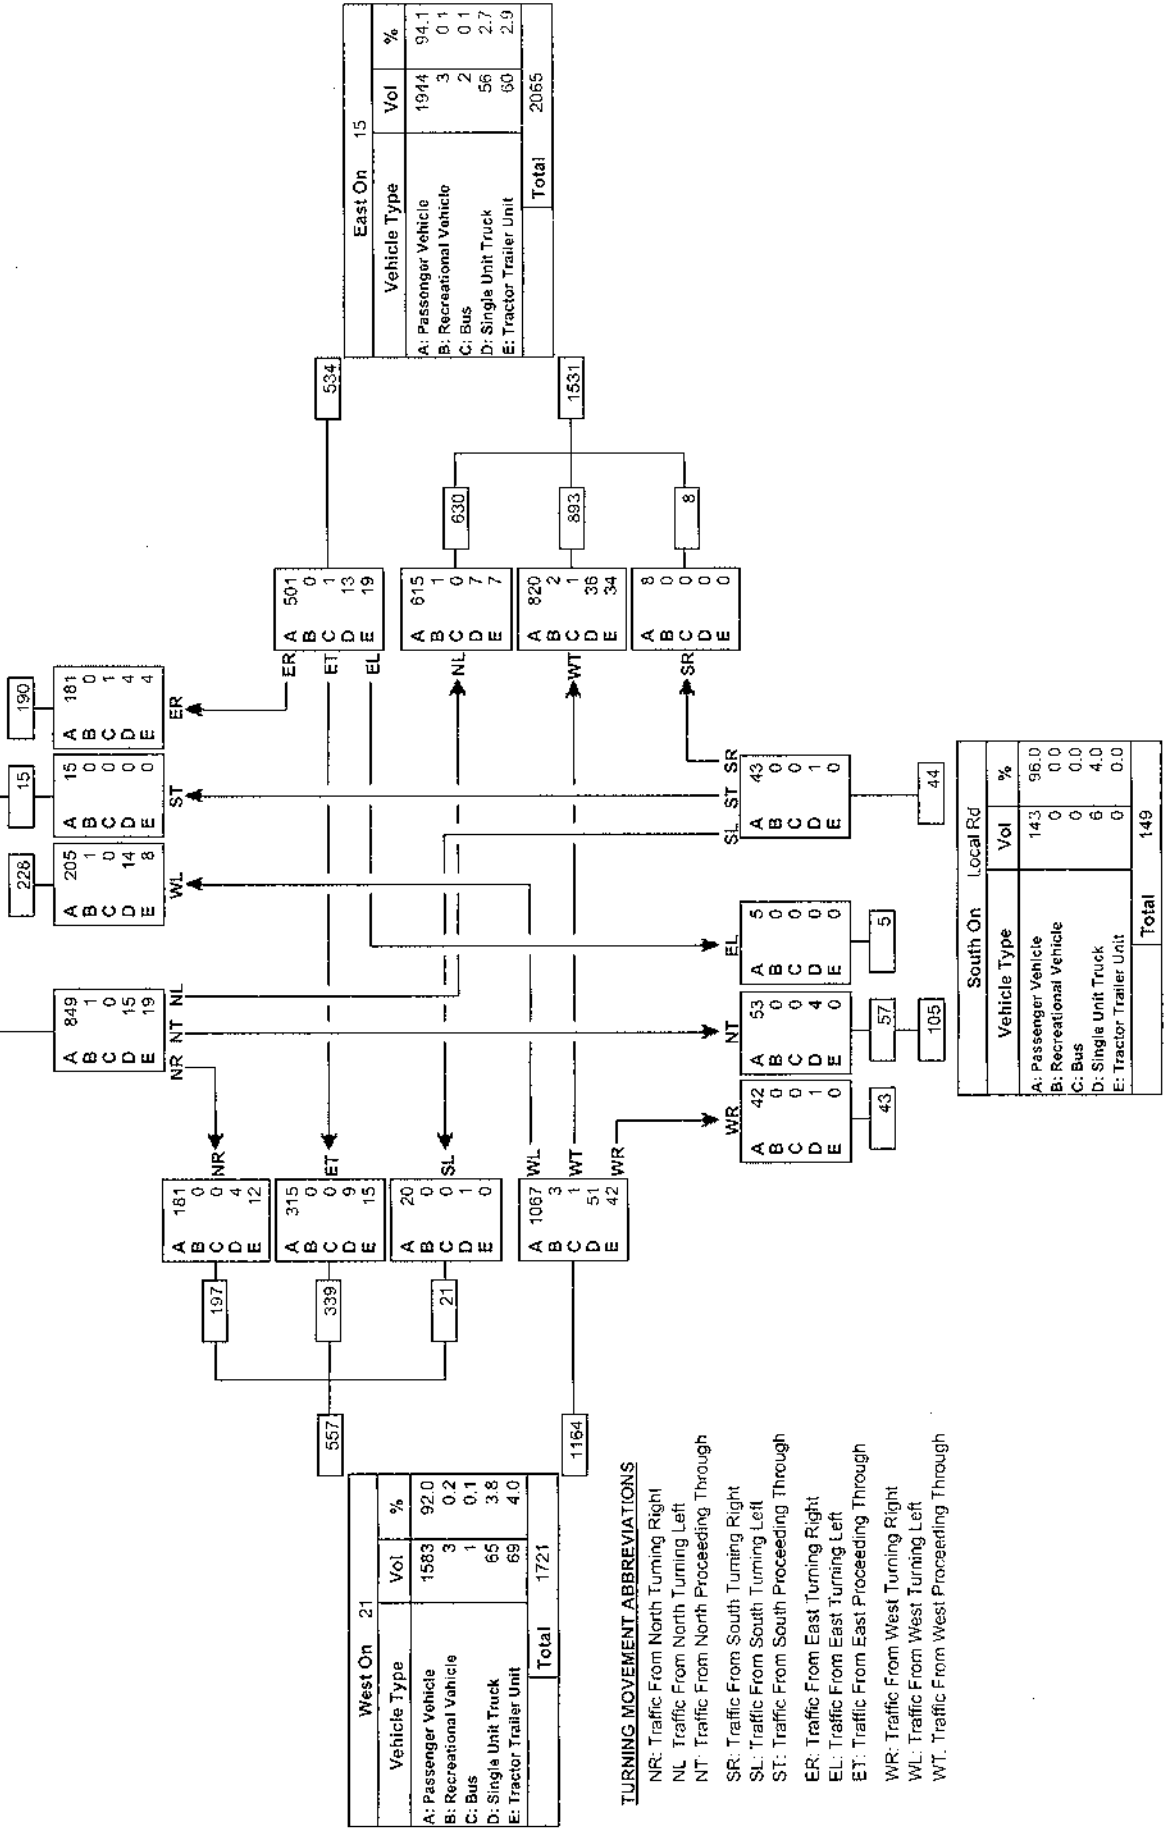 190
A 181
B 0
C 1
D 4
E 4
ER
15
A 15
B 0
C 0
D 0
E 0
ST
228
A 205
B 1
C 0
D 14
E 8
WL
A 849
B 1
C 0
D 15
E 19
NR NT NL
East On 15
Vehicle Type Vol %
A: Passenger Vehicle 1944 94.1
B: Recreational Vehicle 3 0.1
C: Bus 2 0.1
D: Single Unit Truck 56 2.7
E: Tractor Trailer Unit 60 2.9
Total 2065
534
A 501
B 0
C 1
D 13
E 19
ER
ET
EL
1531
630
A 615
B 1
C 0
D 7
E 7
NL
893
A 820
B 2
C 1
D 36
E 34
WT
8
A 8
B 0
C 0
D 0
E 0
SR
197
A 181
B 0
C 0
D 4
E 12
NR
339
A 315
B 0
C 0
D 9
E 15
ET
21
A 20
B 0
C 0
D 1
E 0
SL
557
A 1067
B 3
C 1
D 51
E 42
WL
WT
WR
1164
West On 21
Vehicle Type Vol %
A: Passenger Vehicle 1583 92.0
B: Recreational Vehicle 3 0.2
C: Bus 1 0.1
D: Single Unit Truck 65 3.8
E: Tractor Trailer Unit 69 4.0
Total 1721
WR
A 42
B 0
C 0
D 1
E 0
43
NT
A 53
B 0
C 0
D 4
E 0
57
EL
A 5
B 0
C 0
D 0
E 0
5
105
SL ST SR
A 43
B 0
C 0
D 1
E 0
44
South On Local Rd
Vehicle Type Vol %
A: Passenger Vehicle 143 96.0
B: Recreational Vehicle 0 0.0
C: Bus 0 0.0
D: Single Unit Truck 6 4.0
E: Tractor Trailer Unit 0 0.0
Total 149
TURNING MOVEMENT ABBREVIATIONS
NR: Traffic From North Turning Right
NL Traffic From North Turning Left
NT: Traffic From North Proceeding Through
SR: Traffic From South Turning Right
SL: Traffic From South Turning Left
ST: Traffic From South Proceeding Through
ER: Traffic From East Turning Right
EL: Traffic From East Turning Left
ET: Traffic From East Proceeding Through
WR: Traffic From West Turning Right
WL: Traffic From West Turning Left
WT. Traffic From West Proceeding Through